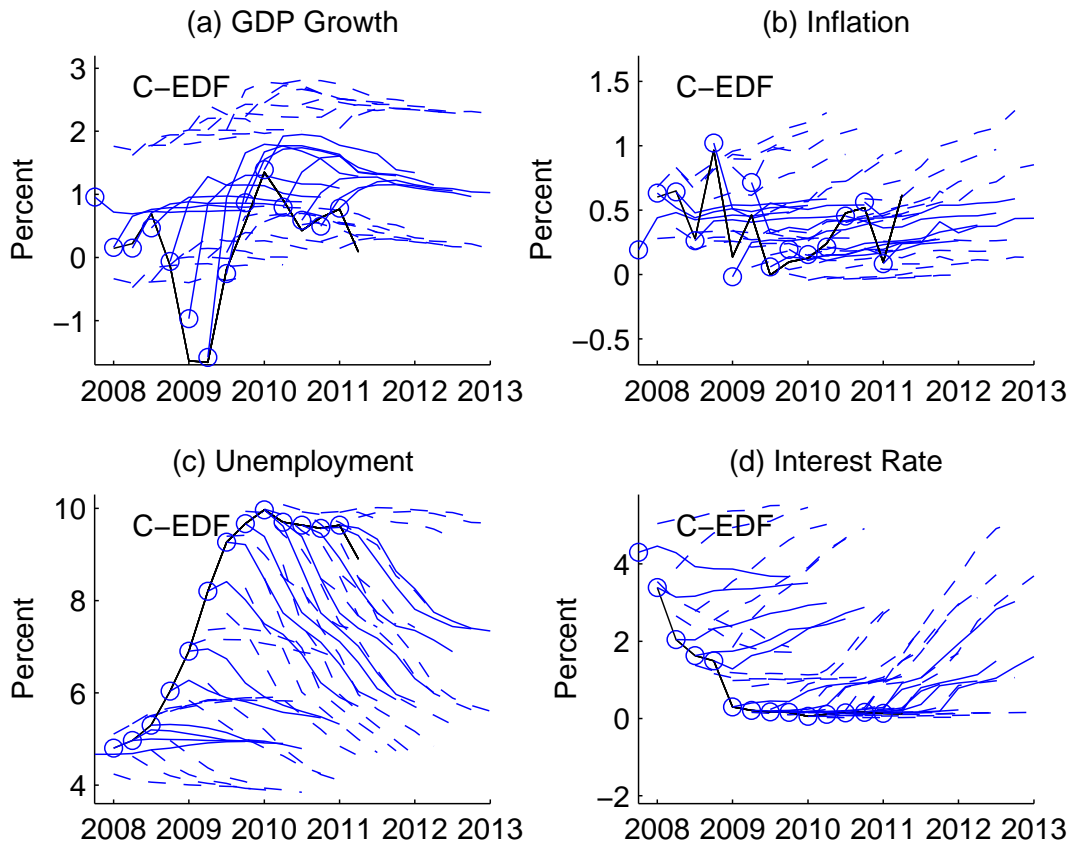 (a) GDP Growth
C−EDF
Percent
3
2
1
0
−1
2008 2009 2010 2011 2012 2013
(b) Inflation
C−EDF
Percent
1.5
1
0.5
0
−0.5
2008 2009 2010 2011 2012 2013
(c) Unemployment
C−EDF
Percent
10
8
6
4
2008 2009 2010 2011 2012 2013
(d) Interest Rate
C−EDF
Percent
4
2
0
−2
2008 2009 2010 2011 2012 2013